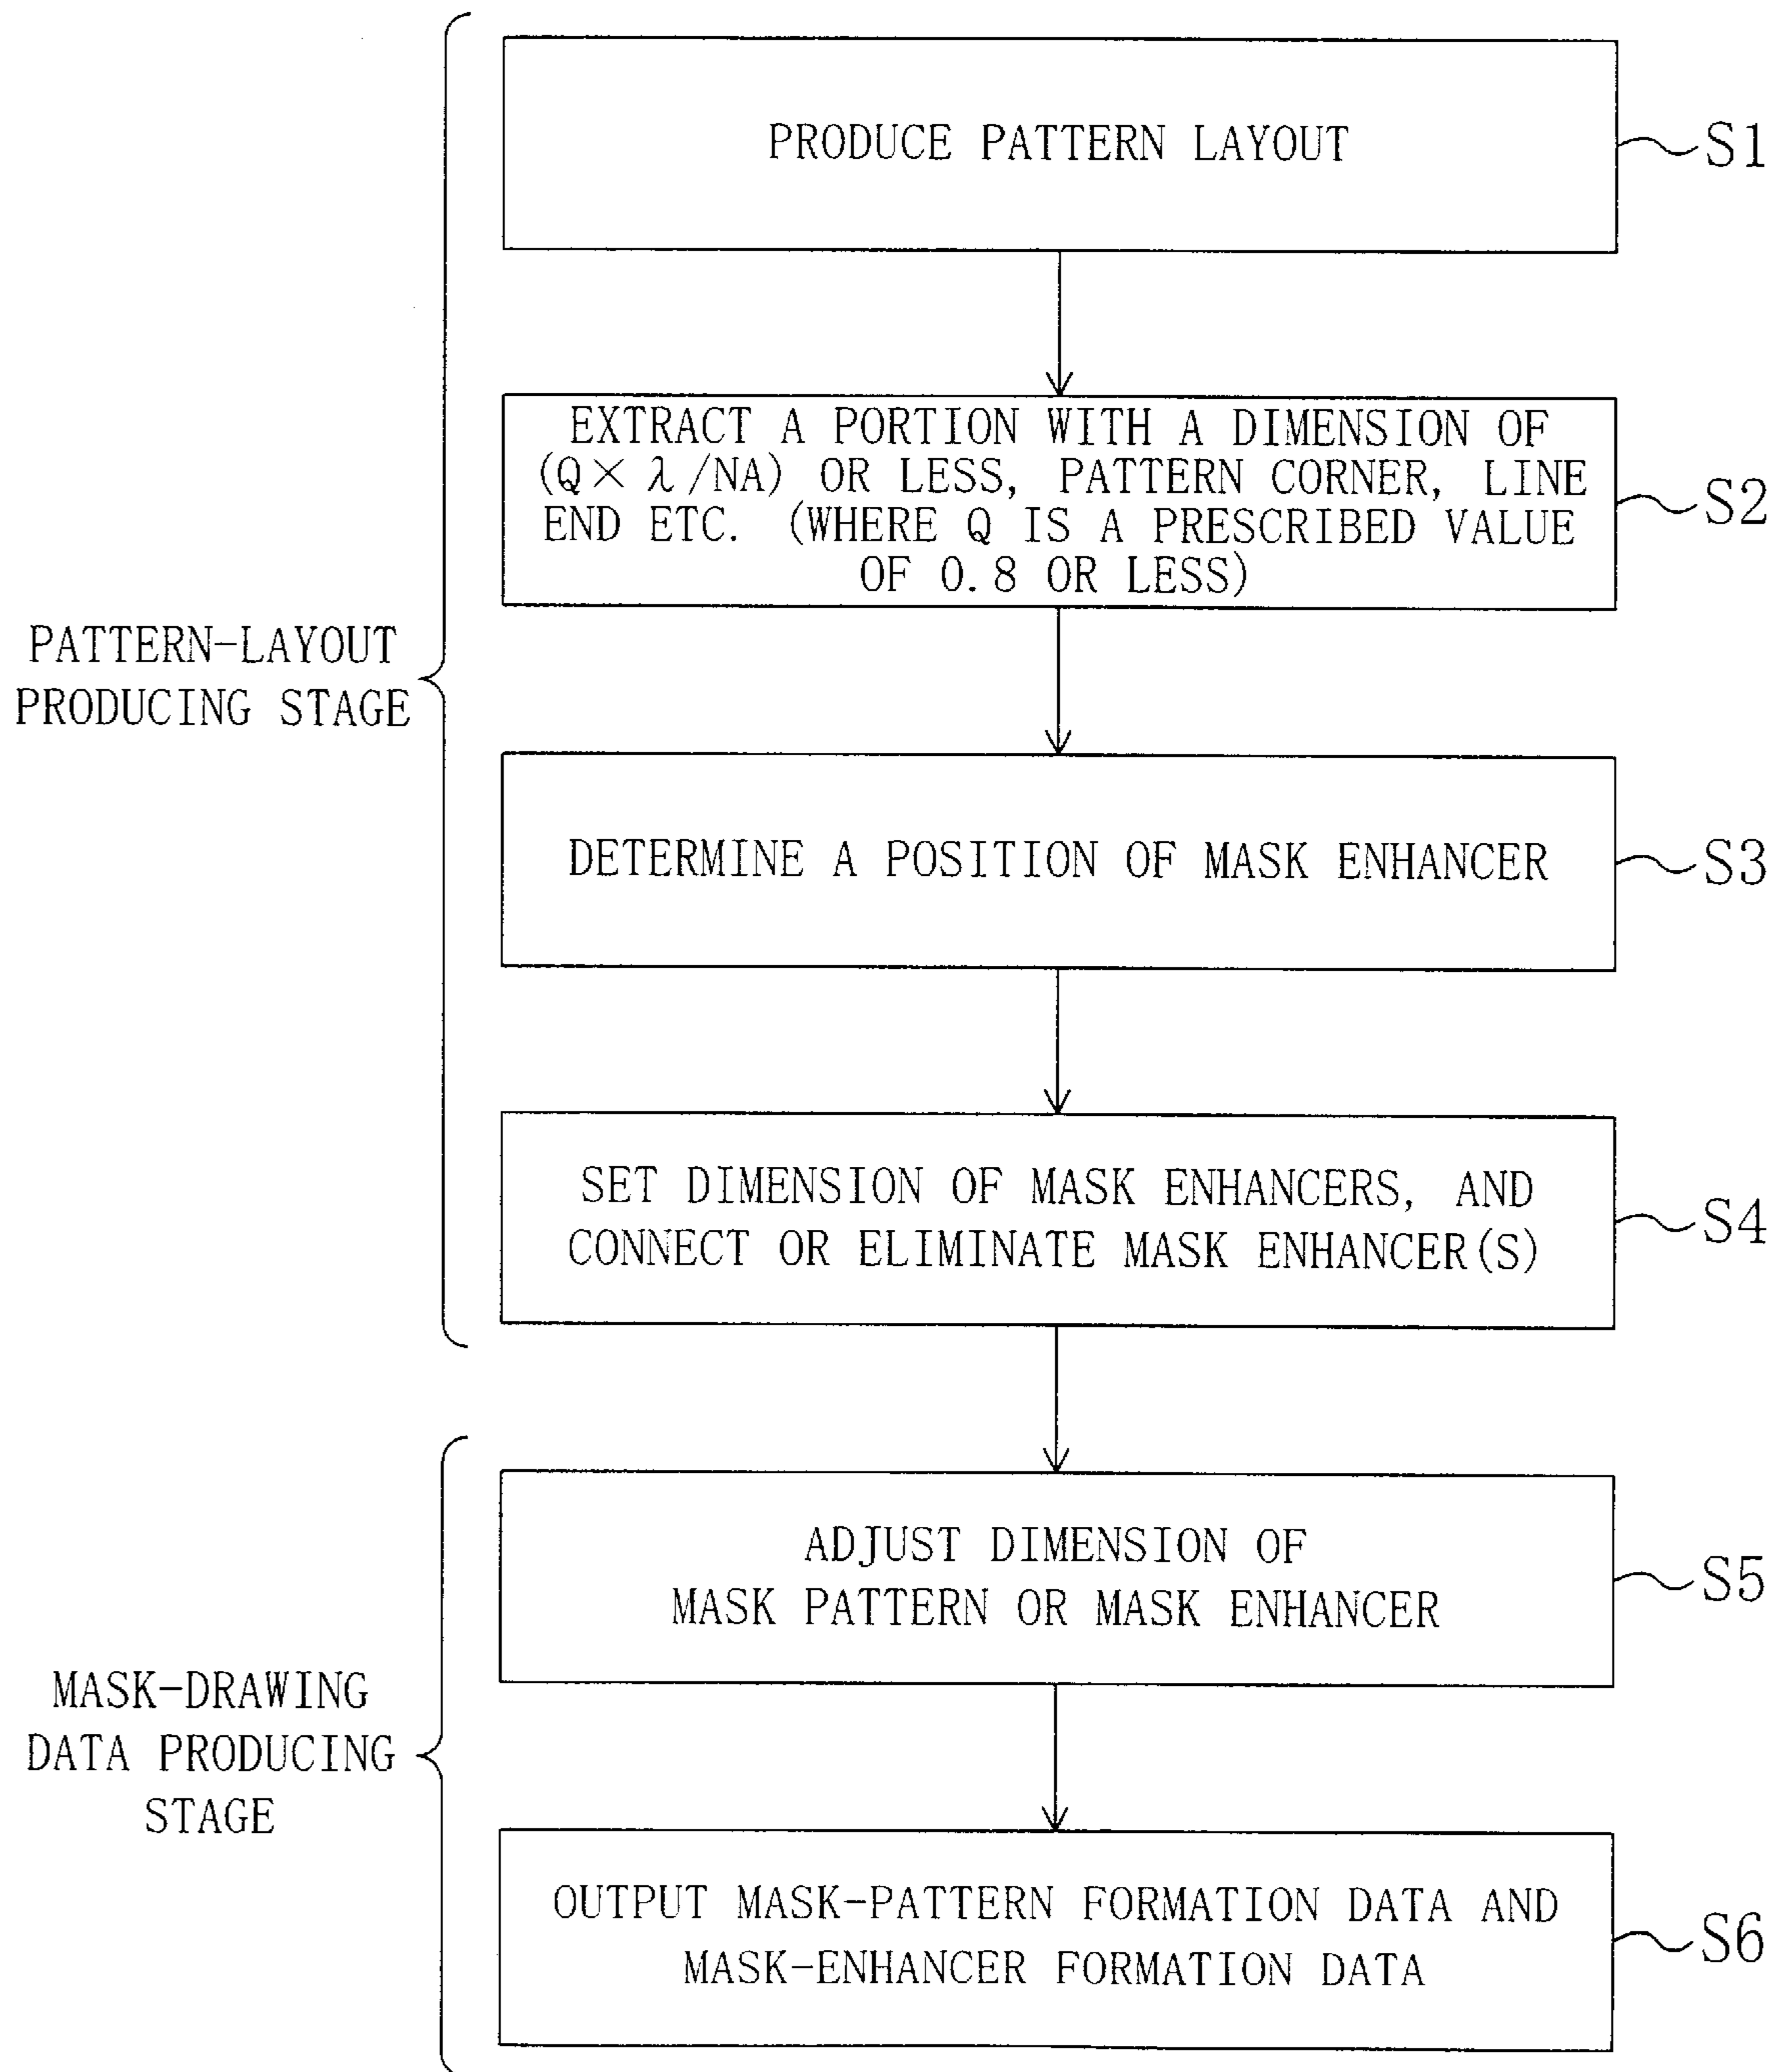 PRODUCE PATTERN LAYOUT
S1
EXTRACT A PORTION WITH A DIMENSION OF
(Q×λ/NA) OR LESS, PATTERN CORNER, LINE
END ETC. (WHERE Q IS A PRESCRIBED VALUE
OF 0.8 OR LESS)
S2
PATTERN-LAYOUT
PRODUCING STAGE
DETERMINE A POSITION OF MASK ENHANCER
S3
SET DIMENSION OF MASK ENHANCERS, AND
CONNECT OR ELIMINATE MASK ENHANCER(S)
S4
ADJUST DIMENSION OF
MASK PATTERN OR MASK ENHANCER
S5
MASK-DRAWING
DATA PRODUCING
STAGE
OUTPUT MASK-PATTERN FORMATION DATA AND
MASK-ENHANCER FORMATION DATA
S6